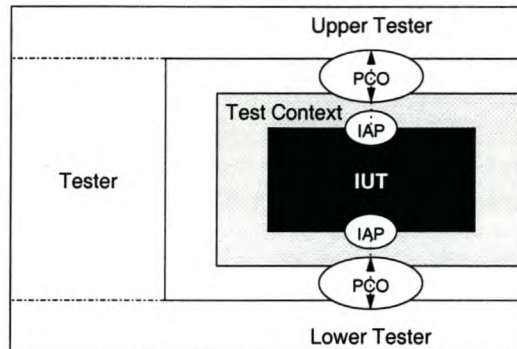 Upper Tester
PCO
Test Context
IAP
Tester
IUT
IAP
PCO
Lower Tester